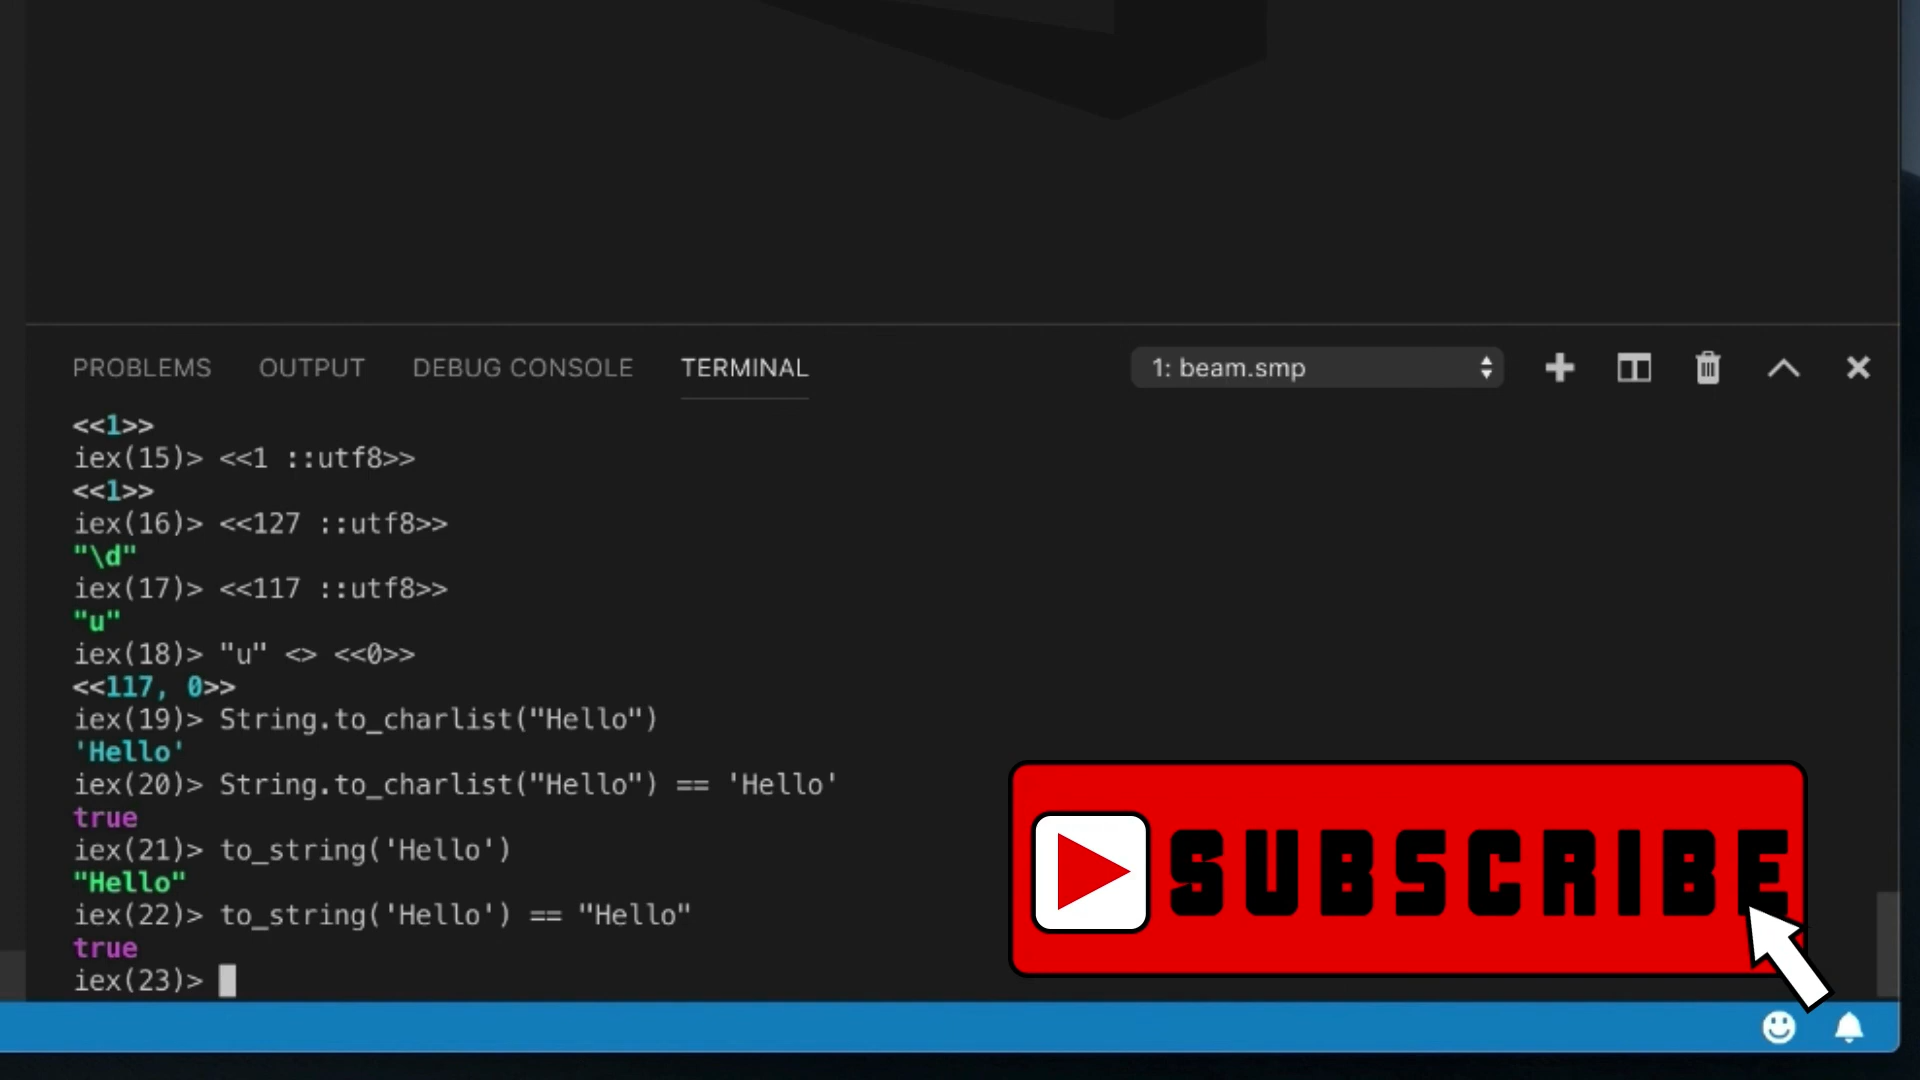 PROBLEMS OUTPUT DEBUG CONSOLE TERMINAL 1: beam.smp
<<1>>
iex(15)> <<1 ::utf8>>
<<1>>
iex(16)> <<127 ::utf8>>
"\d"
iex(17)> <<117 ::utf8>>
"u"
iex(18)> "u" <> <<0>>
<<117, 0>>
iex(19)> String.to_charlist("Hello")
'Hello'
iex(20)> String.to_charlist("Hello") == 'Hello'
true
iex(21)> to_string('Hello')
"Hello"
iex(22)> to_string('Hello') == "Hello"
true
iex(23)>
SUBSCRIBE